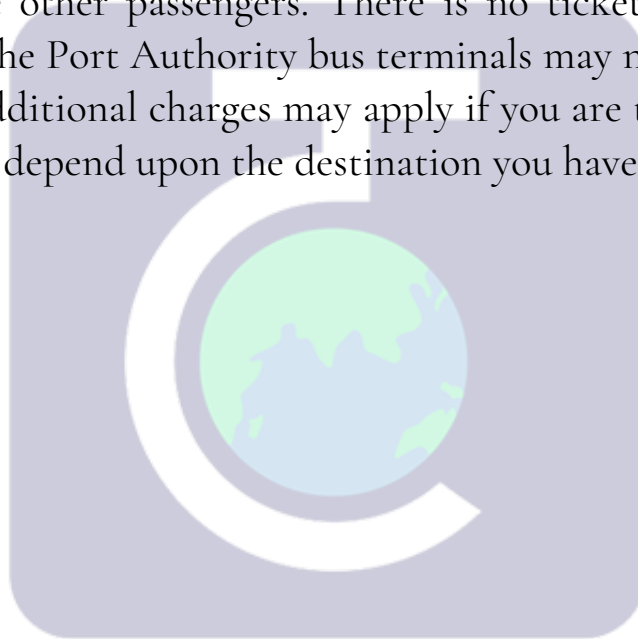 other passengers. There is no ticket
he Port Authority bus terminals may
dditional charges may apply if you are
depend upon the destination you have